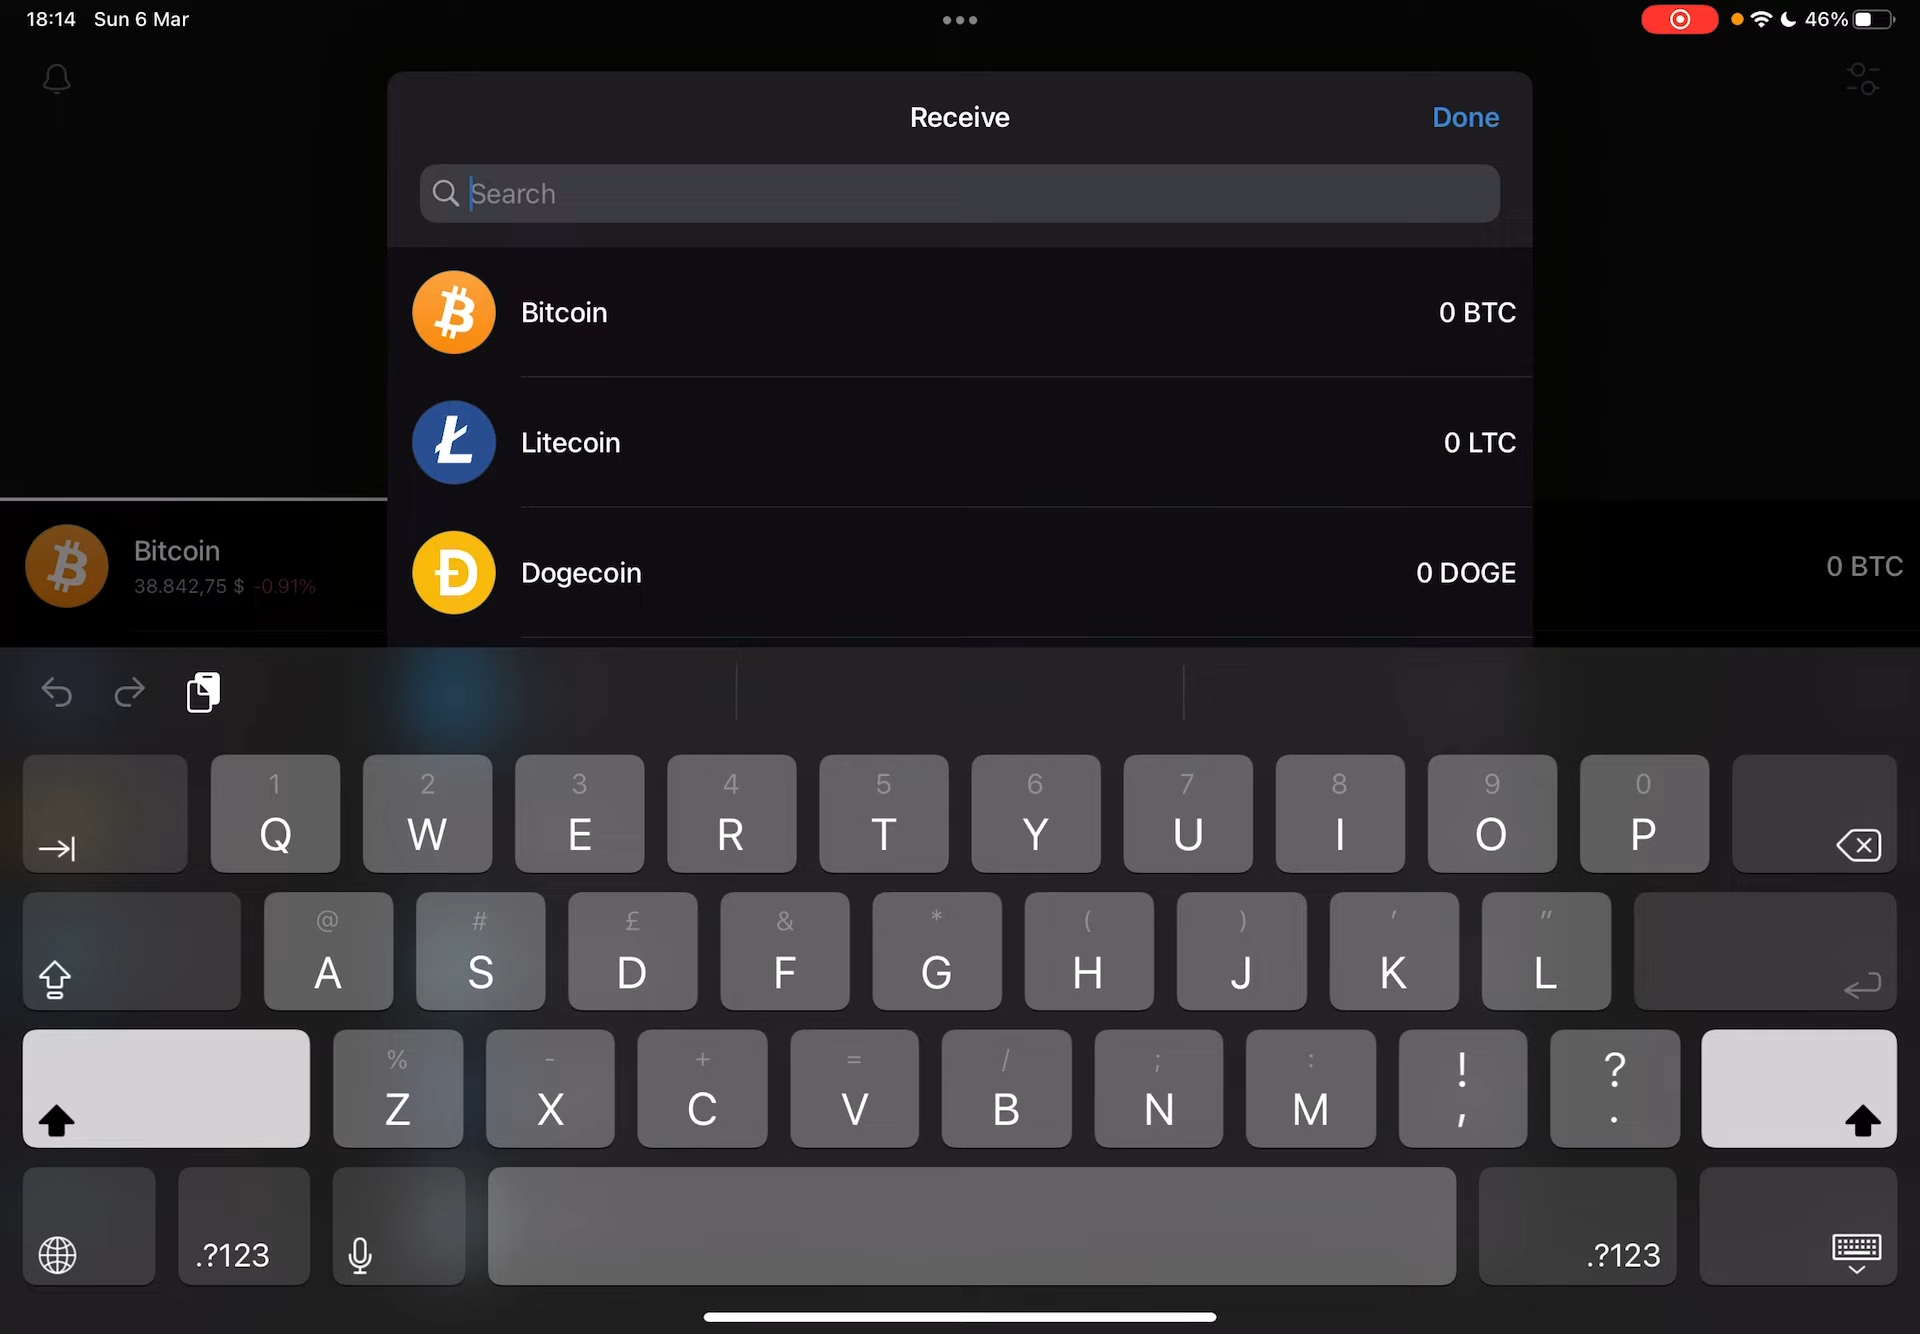 18:14 Sun 6 Mar
46%
Receive
Done
Search
Bitcoin
0 BTC
Litecoin
0 LTC
Dogecoin
0 DOGE
Bitcoin
38.842,75 $ -0.91%
0 BTC
1 2 3 4 5 6 7 8 9 0
Q W E R T Y U I O P
@ # £ & * ( ) ' "
A S D F G H J K L
% - + = / ; : ! ?
Z X C V B N M , .
.?123
.?123